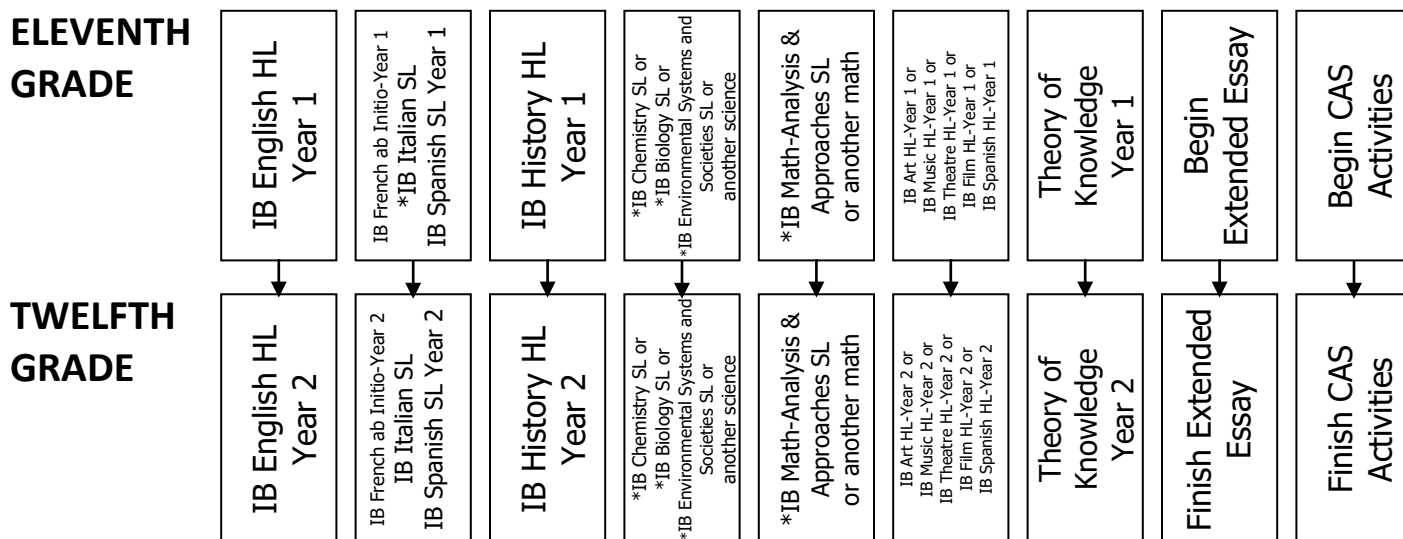 ELEVENTH
GRADE
IB English HL
Year 1
IB French ab Initio-Year 1
*IB Italian SL
IB Spanish SL Year 1
IB History HL
Year 1
*IB Chemistry SL or
*IB Biology SL or
*IB Environmental Systems and
Societies SL or
another science
*IB Math-Analysis &
Approaches SL
or another math
IB Art HL-Year 1 or
IB Music HL-Year 1 or
IB Theatre HL-Year 1 or
IB Film HL-Year 1 or
IB Spanish HL-Year 1
Theory of
Knowledge
Year 1
Begin
Extended Essay
Begin CAS
Activities
TWELFTH
GRADE
IB English HL
Year 2
IB French ab Initio-Year 2
IB Italian SL
IB Spanish SL Year 2
IB History HL
Year 2
*IB Chemistry SL or
*IB Biology SL or
*IB Environmental Systems and
Societies SL or
another science
*IB Math-Analysis &
Approaches SL
or another math
IB Art HL-Year 2 or
IB Music HL-Year 2 or
IB Theatre HL-Year 2 or
IB Film HL-Year 2 or
IB Spanish HL-Year 2
Theory of
Knowledge
Year 2
Finish Extended
Essay
Finish CAS
Activities